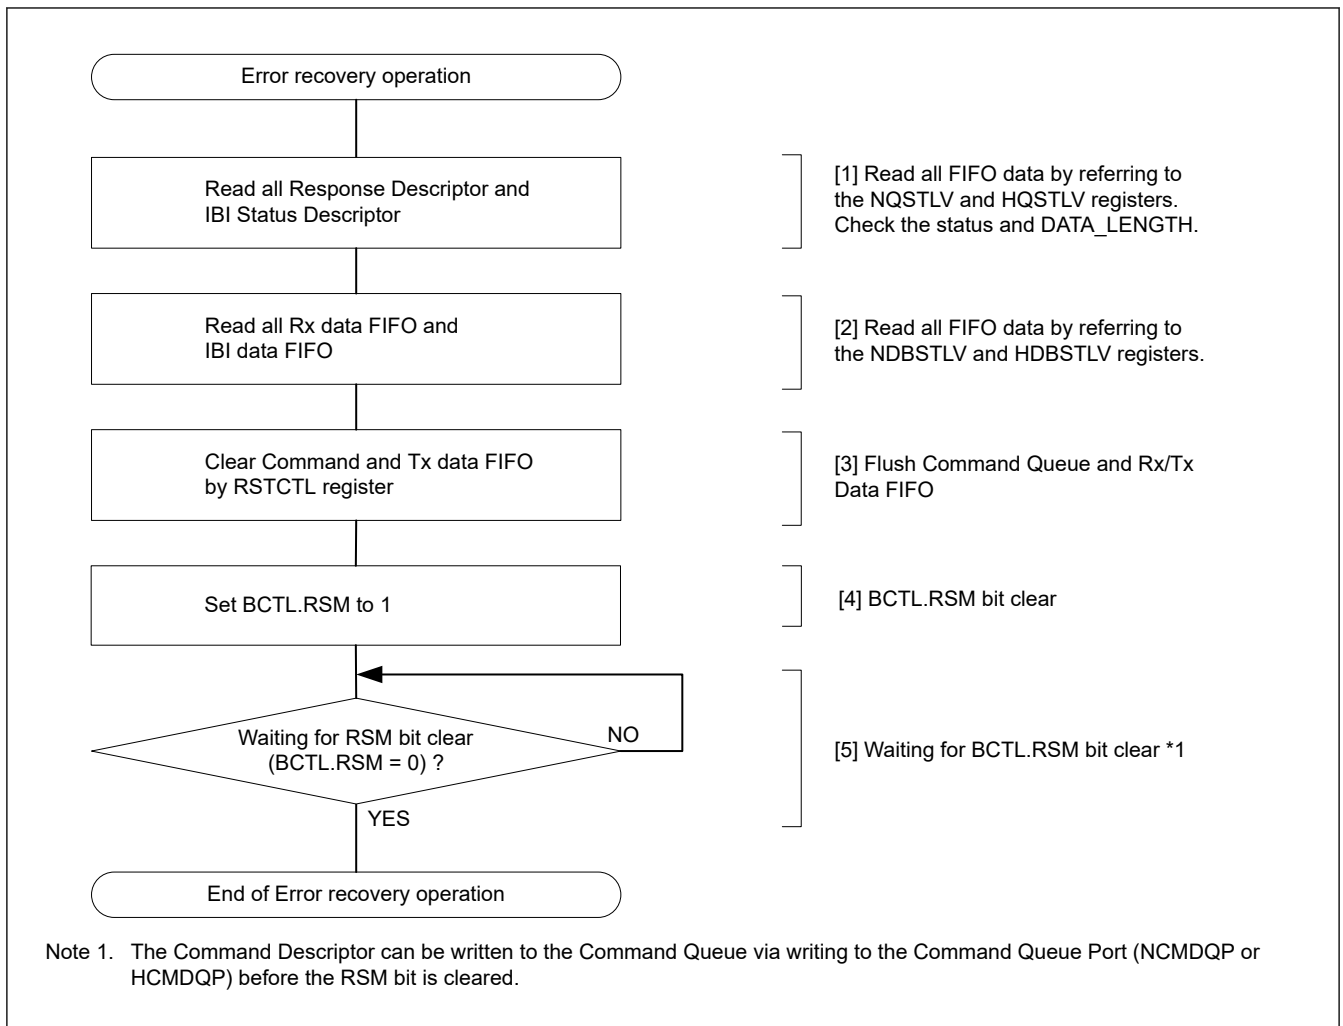 Error recovery operation
Read all Response Descriptor and
IBI Status Descriptor
[1] Read all FIFO data by referring to
the NQSTLV and HQSTLV registers.
Check the status and DATA_LENGTH.
Read all Rx data FIFO and
IBI data FIFO
[2] Read all FIFO data by referring to
the NDBSTLV and HDBSTLV registers.
Clear Command and Tx data FIFO
by RSTCTL register
[3] Flush Command Queue and Rx/Tx
Data FIFO
Set BCTL.RSM to 1
[4] BCTL.RSM bit clear
Waiting for RSM bit clear
(BCTL.RSM = 0) ?
NO
[5] Waiting for BCTL.RSM bit clear *1
YES
End of Error recovery operation
Note 1. The Command Descriptor can be written to the Command Queue via writing to the Command Queue Port (NCMDQP or
HCMDQP) before the RSM bit is cleared.